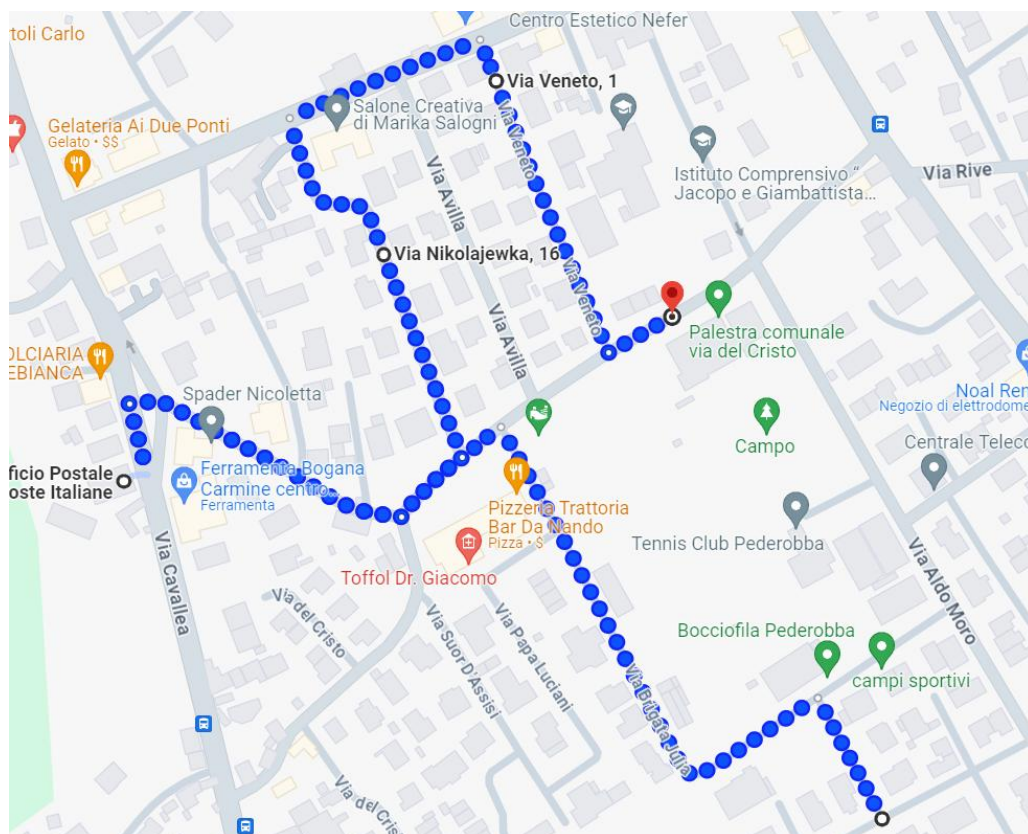 Centro Estetico Nefer
rtoli Carlo
Via Veneto, 1
Salone Creativa
di Marika Salogni
Gelateria Ai Due Ponti
Gelato • $$
Via Veneto
Via Avilla
Istituto Comprensivo "
Jacopo e Giambattista...
Via Rive
Via Nikolajewka, 16
Via Veneto
Via Avilla
Palestra comunale
via del Cristo
OLCIARIA
EBIANCA
Spader Nicoletta
Noal Ren
Negozio di elettrodome
Campo
Centrale Teleco
ficio Postale
oste Italiane
Ferramenta Bogana
Carmine centro...
Ferramenta
Pizzeria Trattoria
Bar Da Nando
Pizza • $
Tennis Club Pederobba
Via Cavallea
Toffol Dr. Giacomo
Via Aldo Moro
Via del Cristo
Via Suor D'Assisi
Via Papa Luciani
Bocciofila Pederobba
campi sportivi
Via Brigata Julia
Via del Cristo